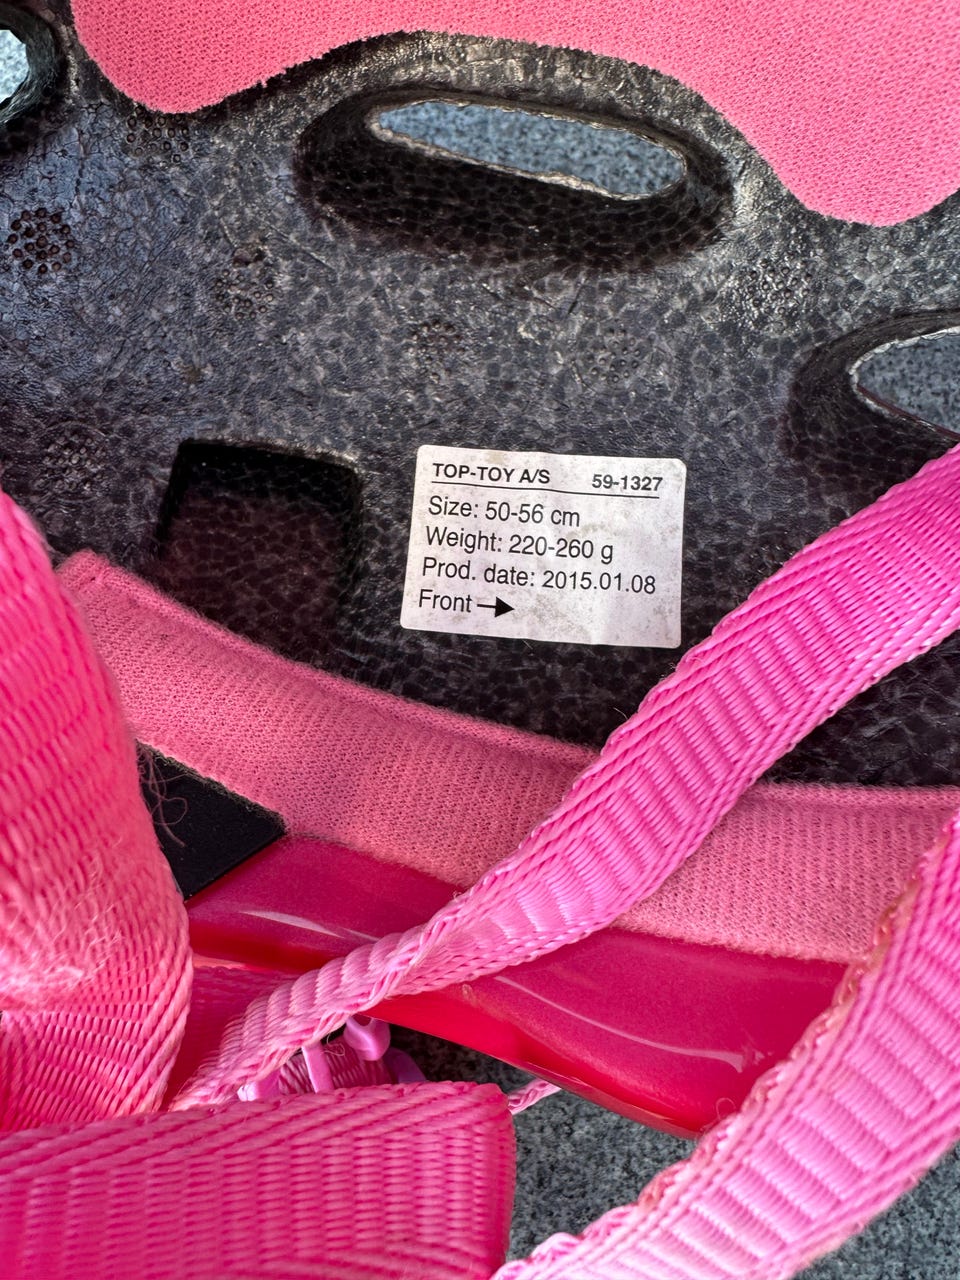 TOP-TOY A/S 59-1327
Size: 50-56 cm
Weight: 220-260 g
Prod. date: 2015.01.08
Front